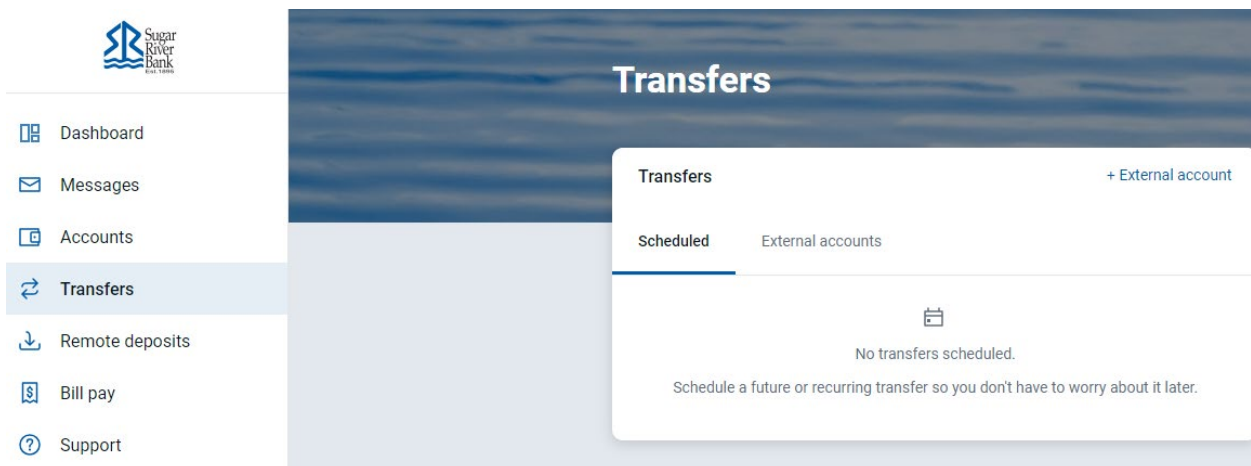 Sugar
River
Bank
Est. 1895
Dashboard
Messages
Accounts
Transfers
Remote deposits
Bill pay
Support
Transfers
Transfers
+ External account
Scheduled
External accounts
No transfers scheduled.
Schedule a future or recurring transfer so you don't have to worry about it later.